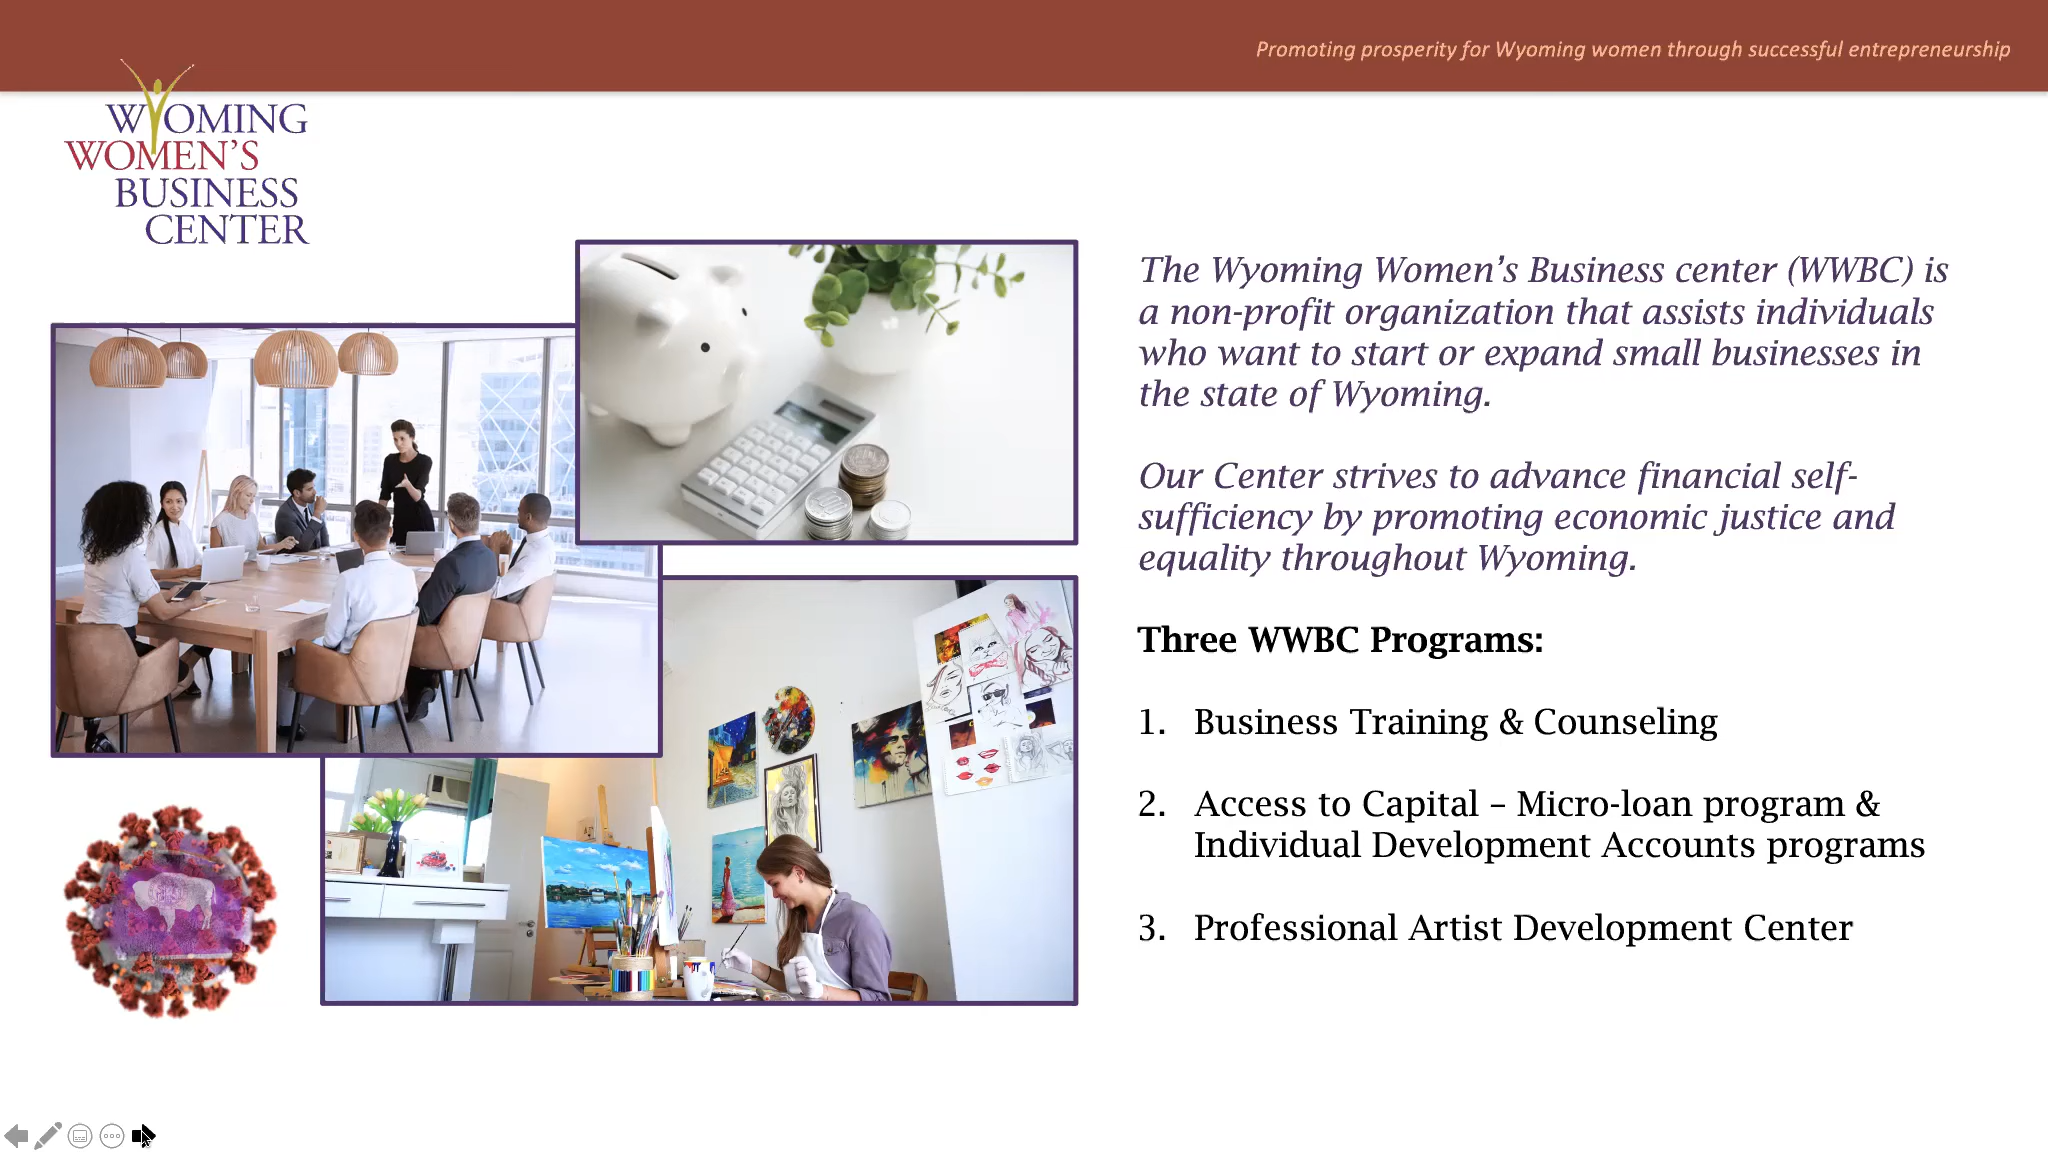 Promoting prosperity for Wyoming women through successful entrepreneurship
WYOMING
WOMEN'S
BUSINESS
CENTER
The Wyoming Women's Business center (WWBC) is
a non-profit organization that assists individuals
who want to start or expand small businesses in
the state of Wyoming.
Our Center strives to advance financial self-
sufficiency by promoting economic justice and
equality throughout Wyoming.
Three WWBC Programs:
1. Business Training & Counseling
2. Access to Capital – Micro-loan program &
Individual Development Accounts programs
3. Professional Artist Development Center